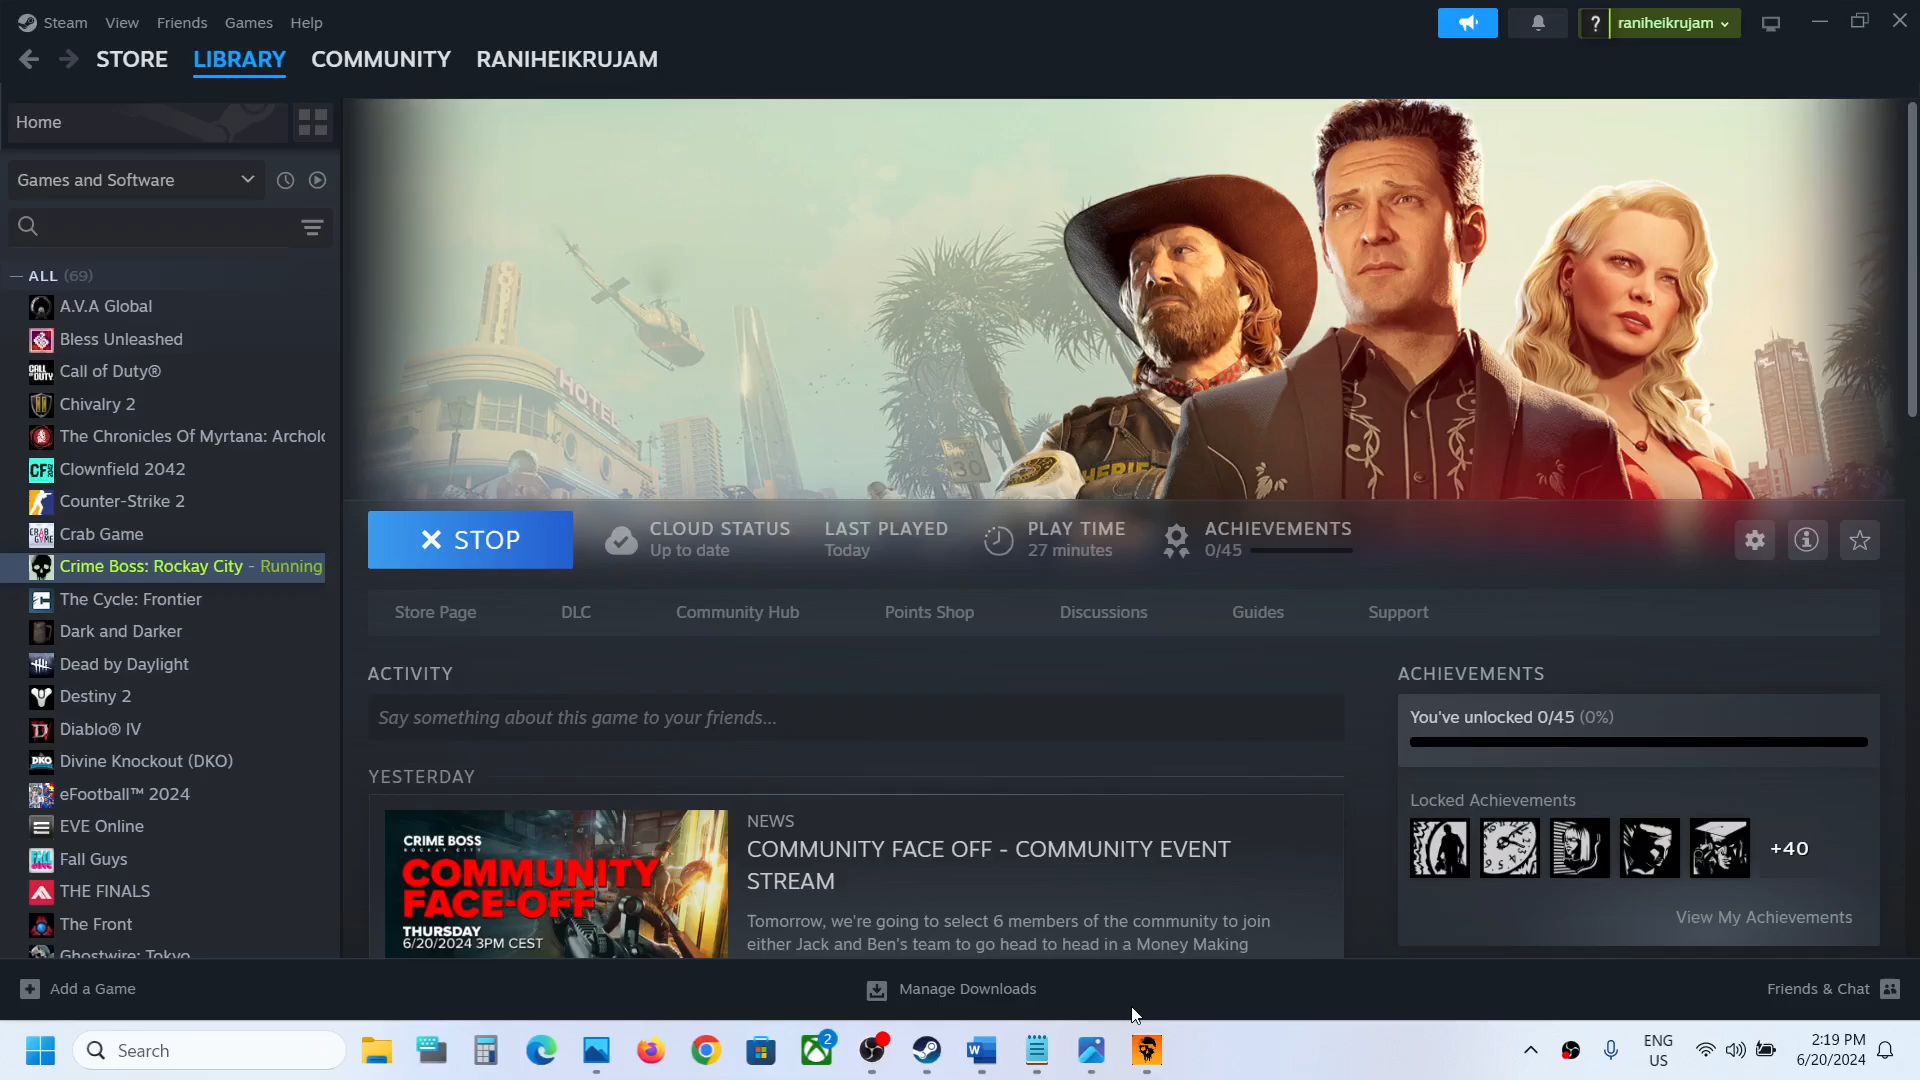 Steam View Friends Games Help
? raniheikrujam
STORE LIBRARY COMMUNITY RANIHEIKRUJAM
Home
Games and Software
— ALL (69)
A.V.A Global
Bless Unleashed
Call of Duty®
Chivalry 2
The Chronicles Of Myrtana: Archolo
Clownfield 2042
Counter-Strike 2
Crab Game
Crime Boss: Rockay City - Running
The Cycle: Frontier
Dark and Darker
Dead by Daylight
Destiny 2
Diablo® IV
Divine Knockout (DKO)
eFootball™ 2024
EVE Online
Fall Guys
THE FINALS
The Front
Ghostwire: Tokyo
HOTEL
30
SHERIF
STOP
CLOUD STATUS
Up to date
LAST PLAYED
Today
PLAY TIME
27 minutes
ACHIEVEMENTS
0/45
Store Page DLC Community Hub Points Shop Discussions Guides Support
ACTIVITY
Say something about this game to your friends...
YESTERDAY
CRIME BOSS
ROCKAY CITY
COMMUNITY
FACE-OFF
THURSDAY
6/20/2024 3PM CEST
NEWS
COMMUNITY FACE OFF - COMMUNITY EVENT
STREAM
Tomorrow, we're going to select 6 members of the community to join
either Jack and Ben's team to go head to head in a Money Making
ACHIEVEMENTS
You've unlocked 0/45 (0%)
Locked Achievements
+40
View My Achievements
Add a Game
Manage Downloads
Friends & Chat
Search
2
ENG
US
2:19 PM
6/20/2024